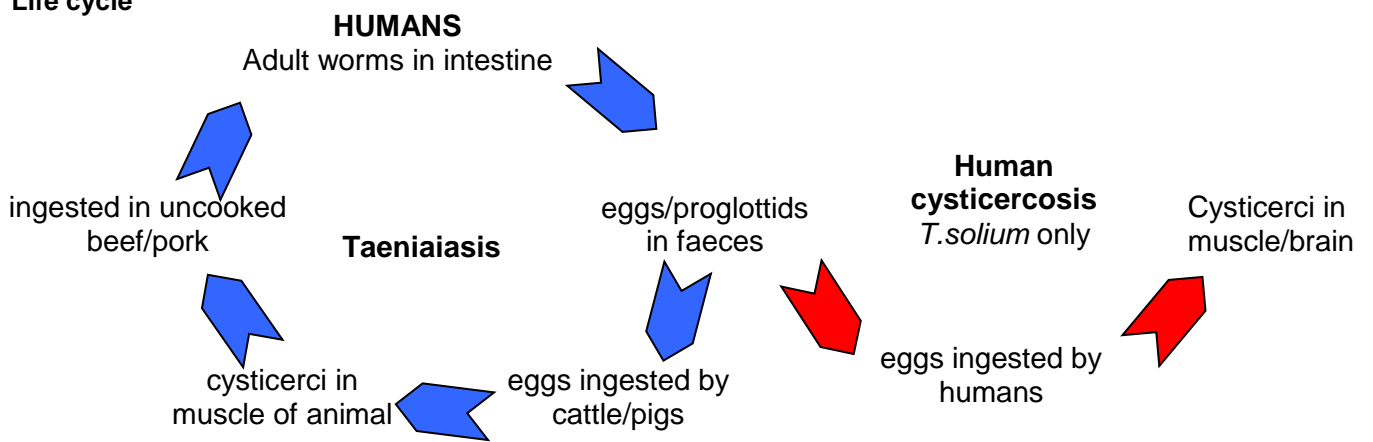 Life cycle
HUMANS
Adult worms in intestine
ingested in uncooked
beef/pork
Taeniaiasis
eggs/proglottids
in faeces
Human
cysticercosis
T.solium only
Cysticerci in
muscle/brain
cysticerci in
muscle of animal
eggs ingested by
cattle/pigs
eggs ingested by
humans